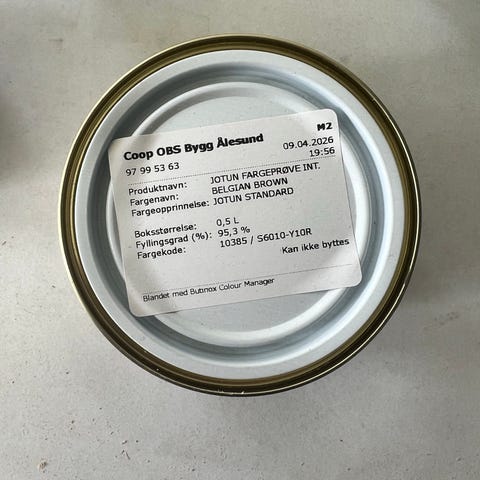 M2
Coop OBS Bygg Ålesund
97 99 53 63 09.04.2026
19:56
Produktnavn: JOTUN FARGEPRØVE INT.
Fargenavn: BELGIAN BROWN
Fargeopprinnelse: JOTUN STANDARD
Boksstørrelse: 0,5 L
Fyllingsgrad (%): 95,3 %
Fargekode: 10385 / S6010-Y10R
Kan ikke byttes
Blandet med Butinox Colour Manager